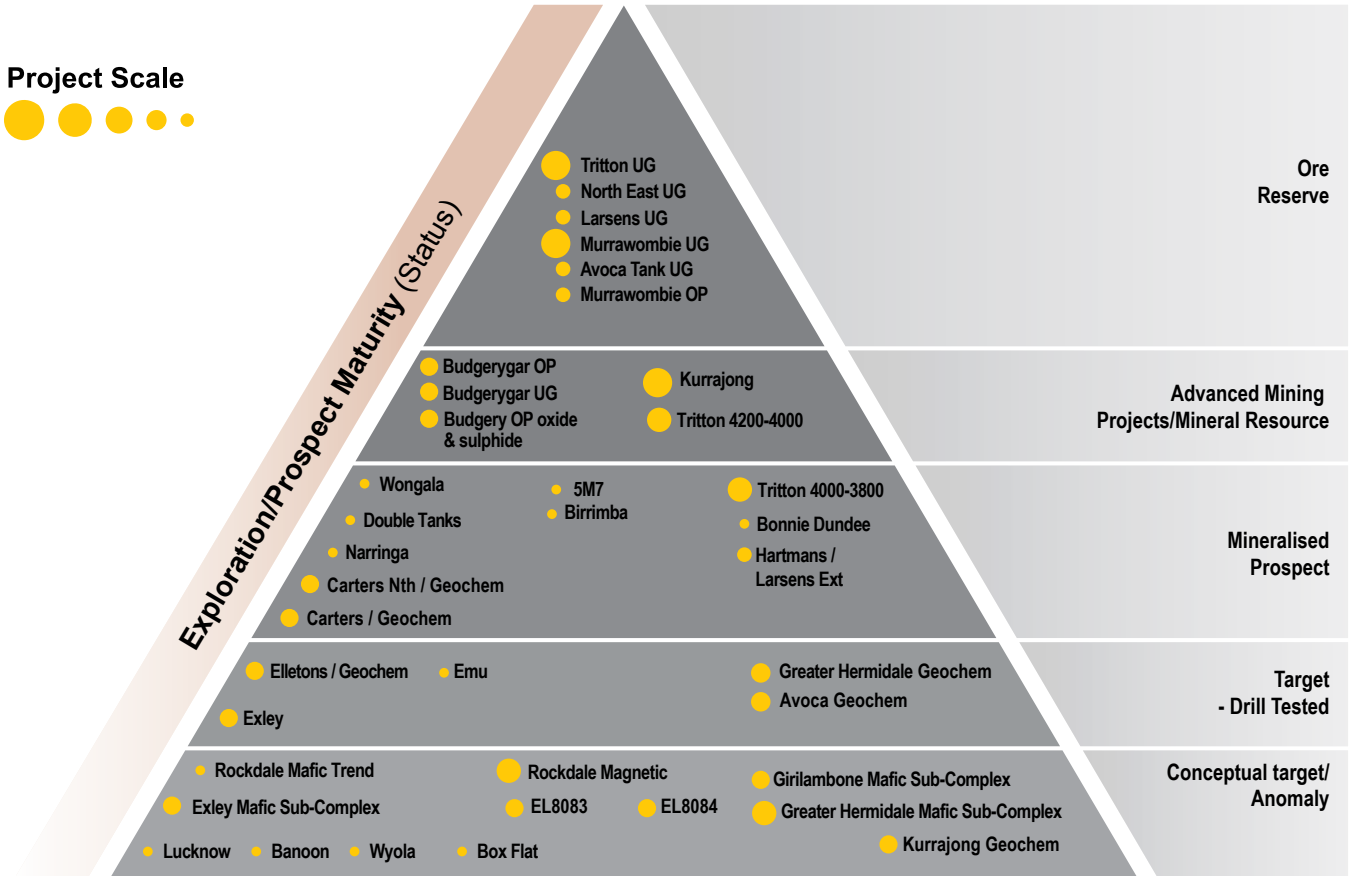 Project Scale
Exploration/Prospect Maturity (Status)
Tritton UG
North East UG
Larsens UG
Murrawombie UG
Avoca Tank UG
Murrawombie OP
Ore
Reserve
Budgerygar OP
Budgerygar UG
Budgery OP oxide
& sulphide
Kurrajong
Tritton 4200-4000
Advanced Mining
Projects/Mineral Resource
Wongala
Double Tanks
Narringa
Carters Nth / Geochem
Carters / Geochem
5M7
Birrimba
Tritton 4000-3800
Bonnie Dundee
Hartmans /
Larsens Ext
Mineralised
Prospect
Elletons / Geochem
Emu
Exley
Greater Hermidale Geochem
Avoca Geochem
Target
- Drill Tested
Rockdale Mafic Trend
Rockdale Magnetic
Girilambone Mafic Sub-Complex
Exley Mafic Sub-Complex
EL8083
EL8084
Greater Hermidale Mafic Sub-Complex
Lucknow
Banoon
Wyola
Box Flat
Kurrajong Geochem
Conceptual target/
Anomaly